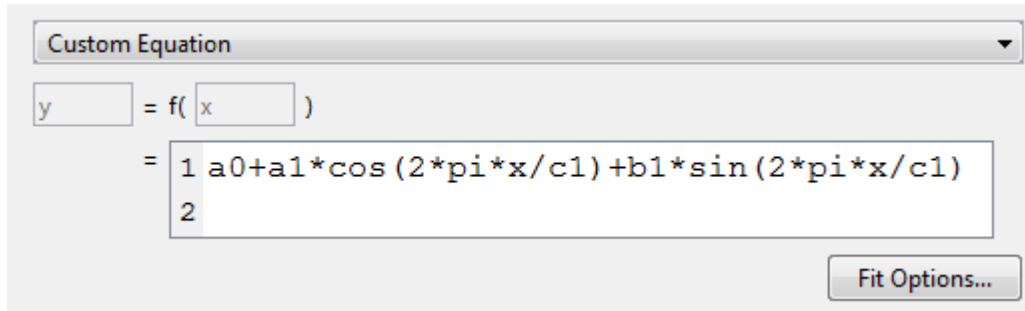 Custom Equation
y = f( x )
= 1 a0+a1*cos(2*pi*x/c1)+b1*sin(2*pi*x/c1)
2
Fit Options...